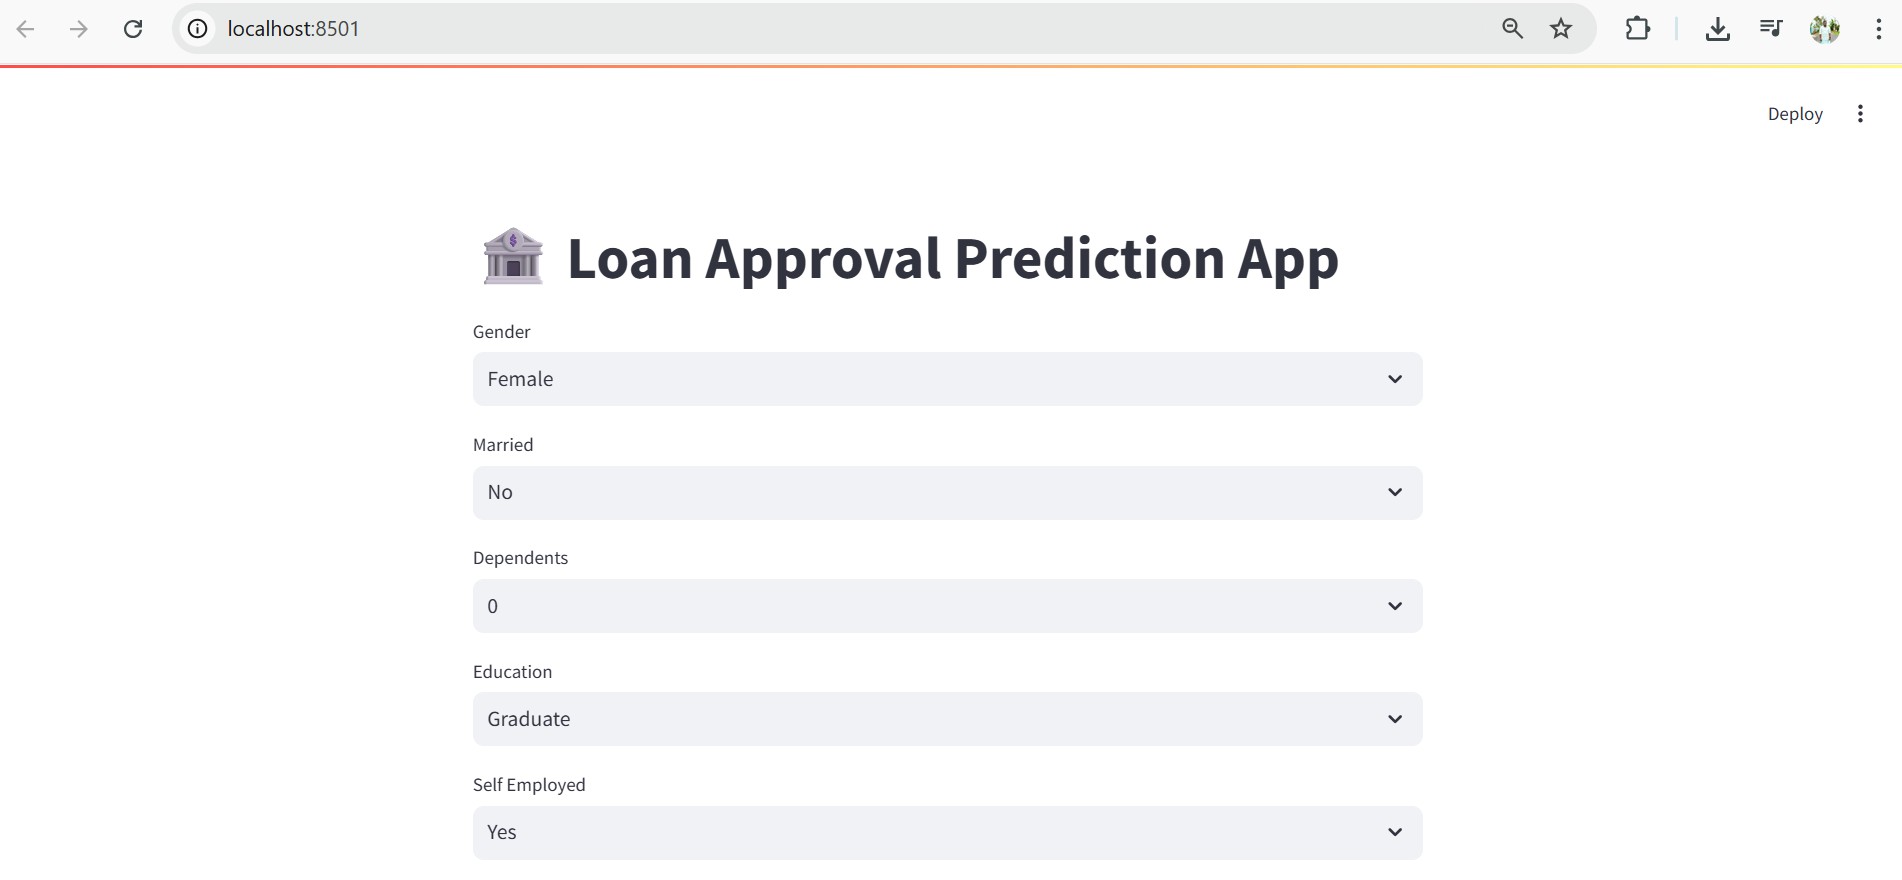 localhost:8501
Deploy
Loan Approval Prediction App
Gender
Female
Married
No
Dependents
0
Education
Graduate
Self Employed
Yes